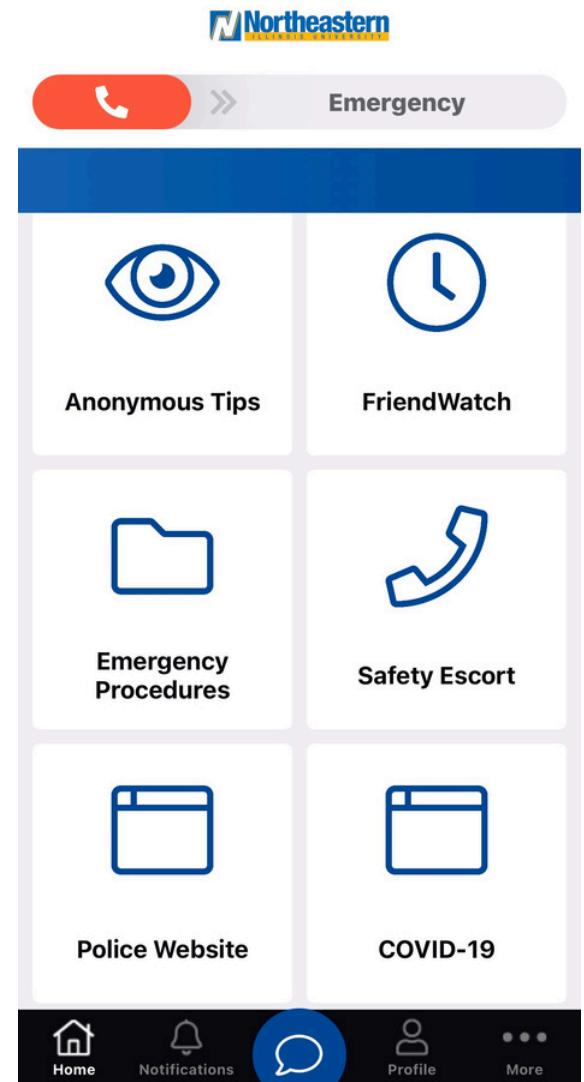 Northeastern
ILLINOIS UNIVERSITY
Emergency
Anonymous Tips
FriendWatch
Emergency
Procedures
Safety Escort
Police Website
COVID-19
Home
Notifications
Profile
More